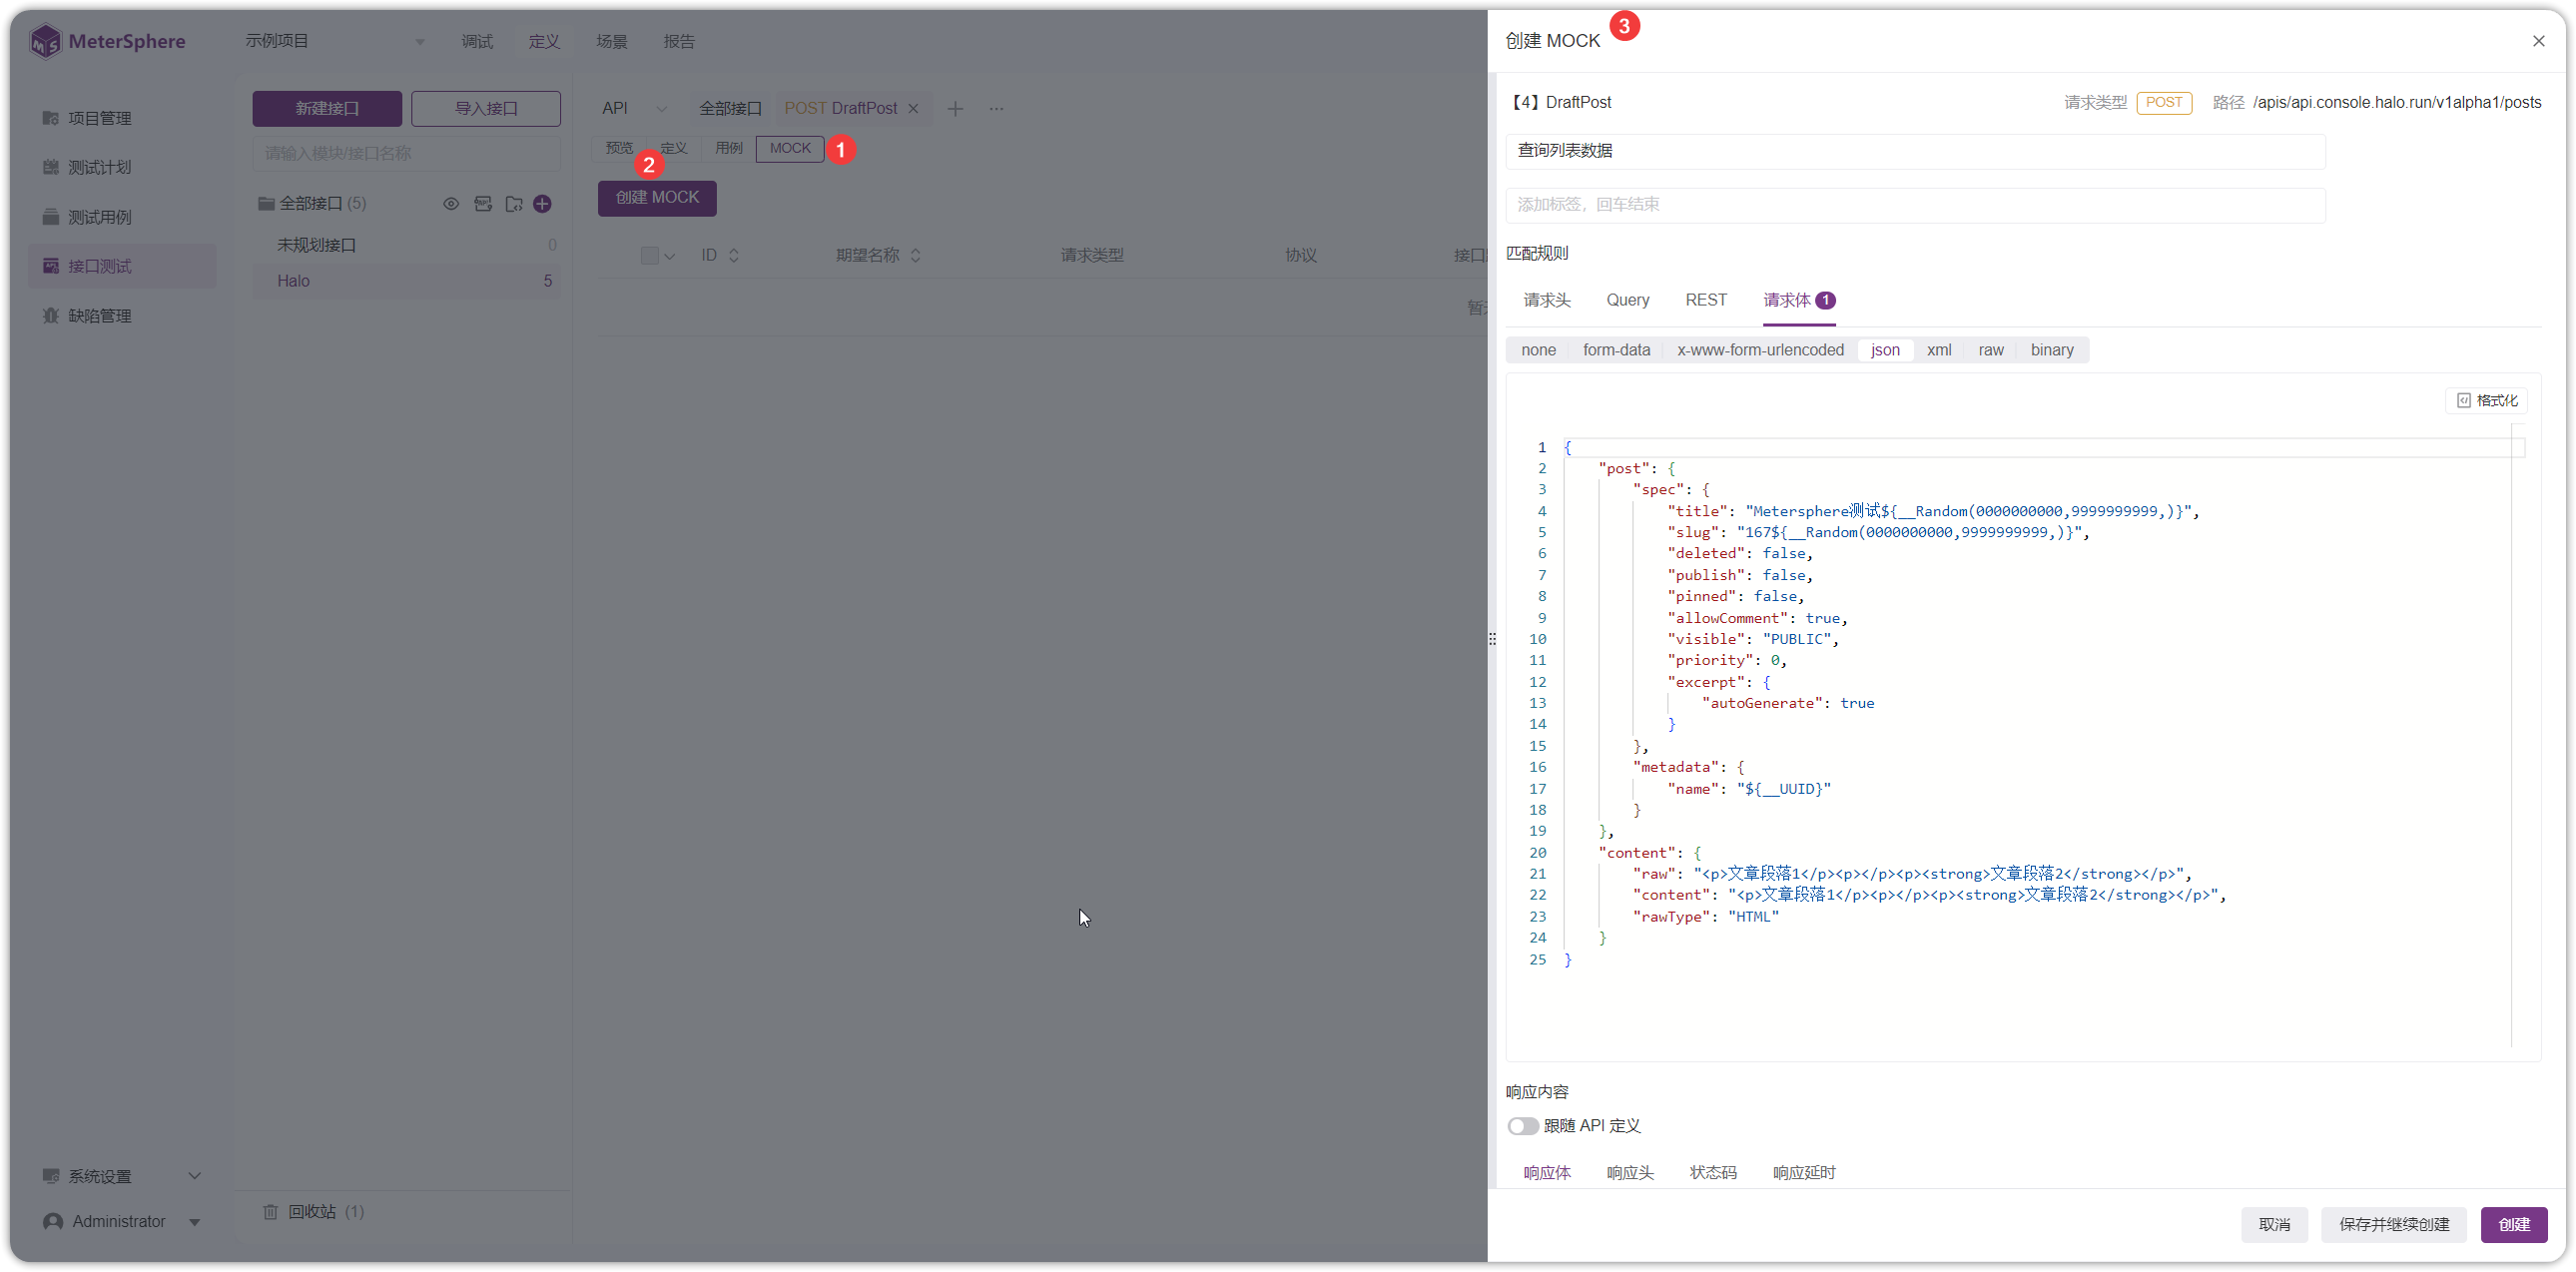 MeterSphere
示例项目
调试
定义
场景
报告
项目管理
测试计划
测试用例
接口测试
缺陷管理
系统设置
Administrator
新建接口
导入接口
请输入模块/接口名称
全部接口 (5)
未规划接口 0
Halo 5
回收站 (1)
API
全部接口
POST DraftPost
预览
定义
用例
MOCK
1
2
创建 MOCK
ID
期望名称
请求类型
协议
接口
暂
创建 MOCK
3
【4】DraftPost
请求类型 POST 路径 /apis/api.console.halo.run/v1alpha1/posts
查询列表数据
添加标签，回车结束
匹配规则
请求头 Query REST 请求体 1
none form-data x-www-form-urlencoded json xml raw binary
格式化
1 {
2 "post": {
3 "spec": {
4 "title": "Metersphere测试${__Random(0000000000,9999999999,)}",
5 "slug": "167${__Random(0000000000,9999999999,)}",
6 "deleted": false,
7 "publish": false,
8 "pinned": false,
9 "allowComment": true,
10 "visible": "PUBLIC",
11 "priority": 0,
12 "excerpt": {
13 "autoGenerate": true
14 }
15 },
16 "metadata": {
17 "name": "${__UUID}"
18 }
19 },
20 "content": {
21 "raw": "<p>文章段落1</p><p></p><p><strong>文章段落2</strong></p>",
22 "content": "<p>文章段落1</p><p></p><p><strong>文章段落2</strong></p>",
23 "rawType": "HTML"
24 }
25 }
响应内容
跟随 API 定义
响应体 响应头 状态码 响应延时
取消 保存并继续创建 创建